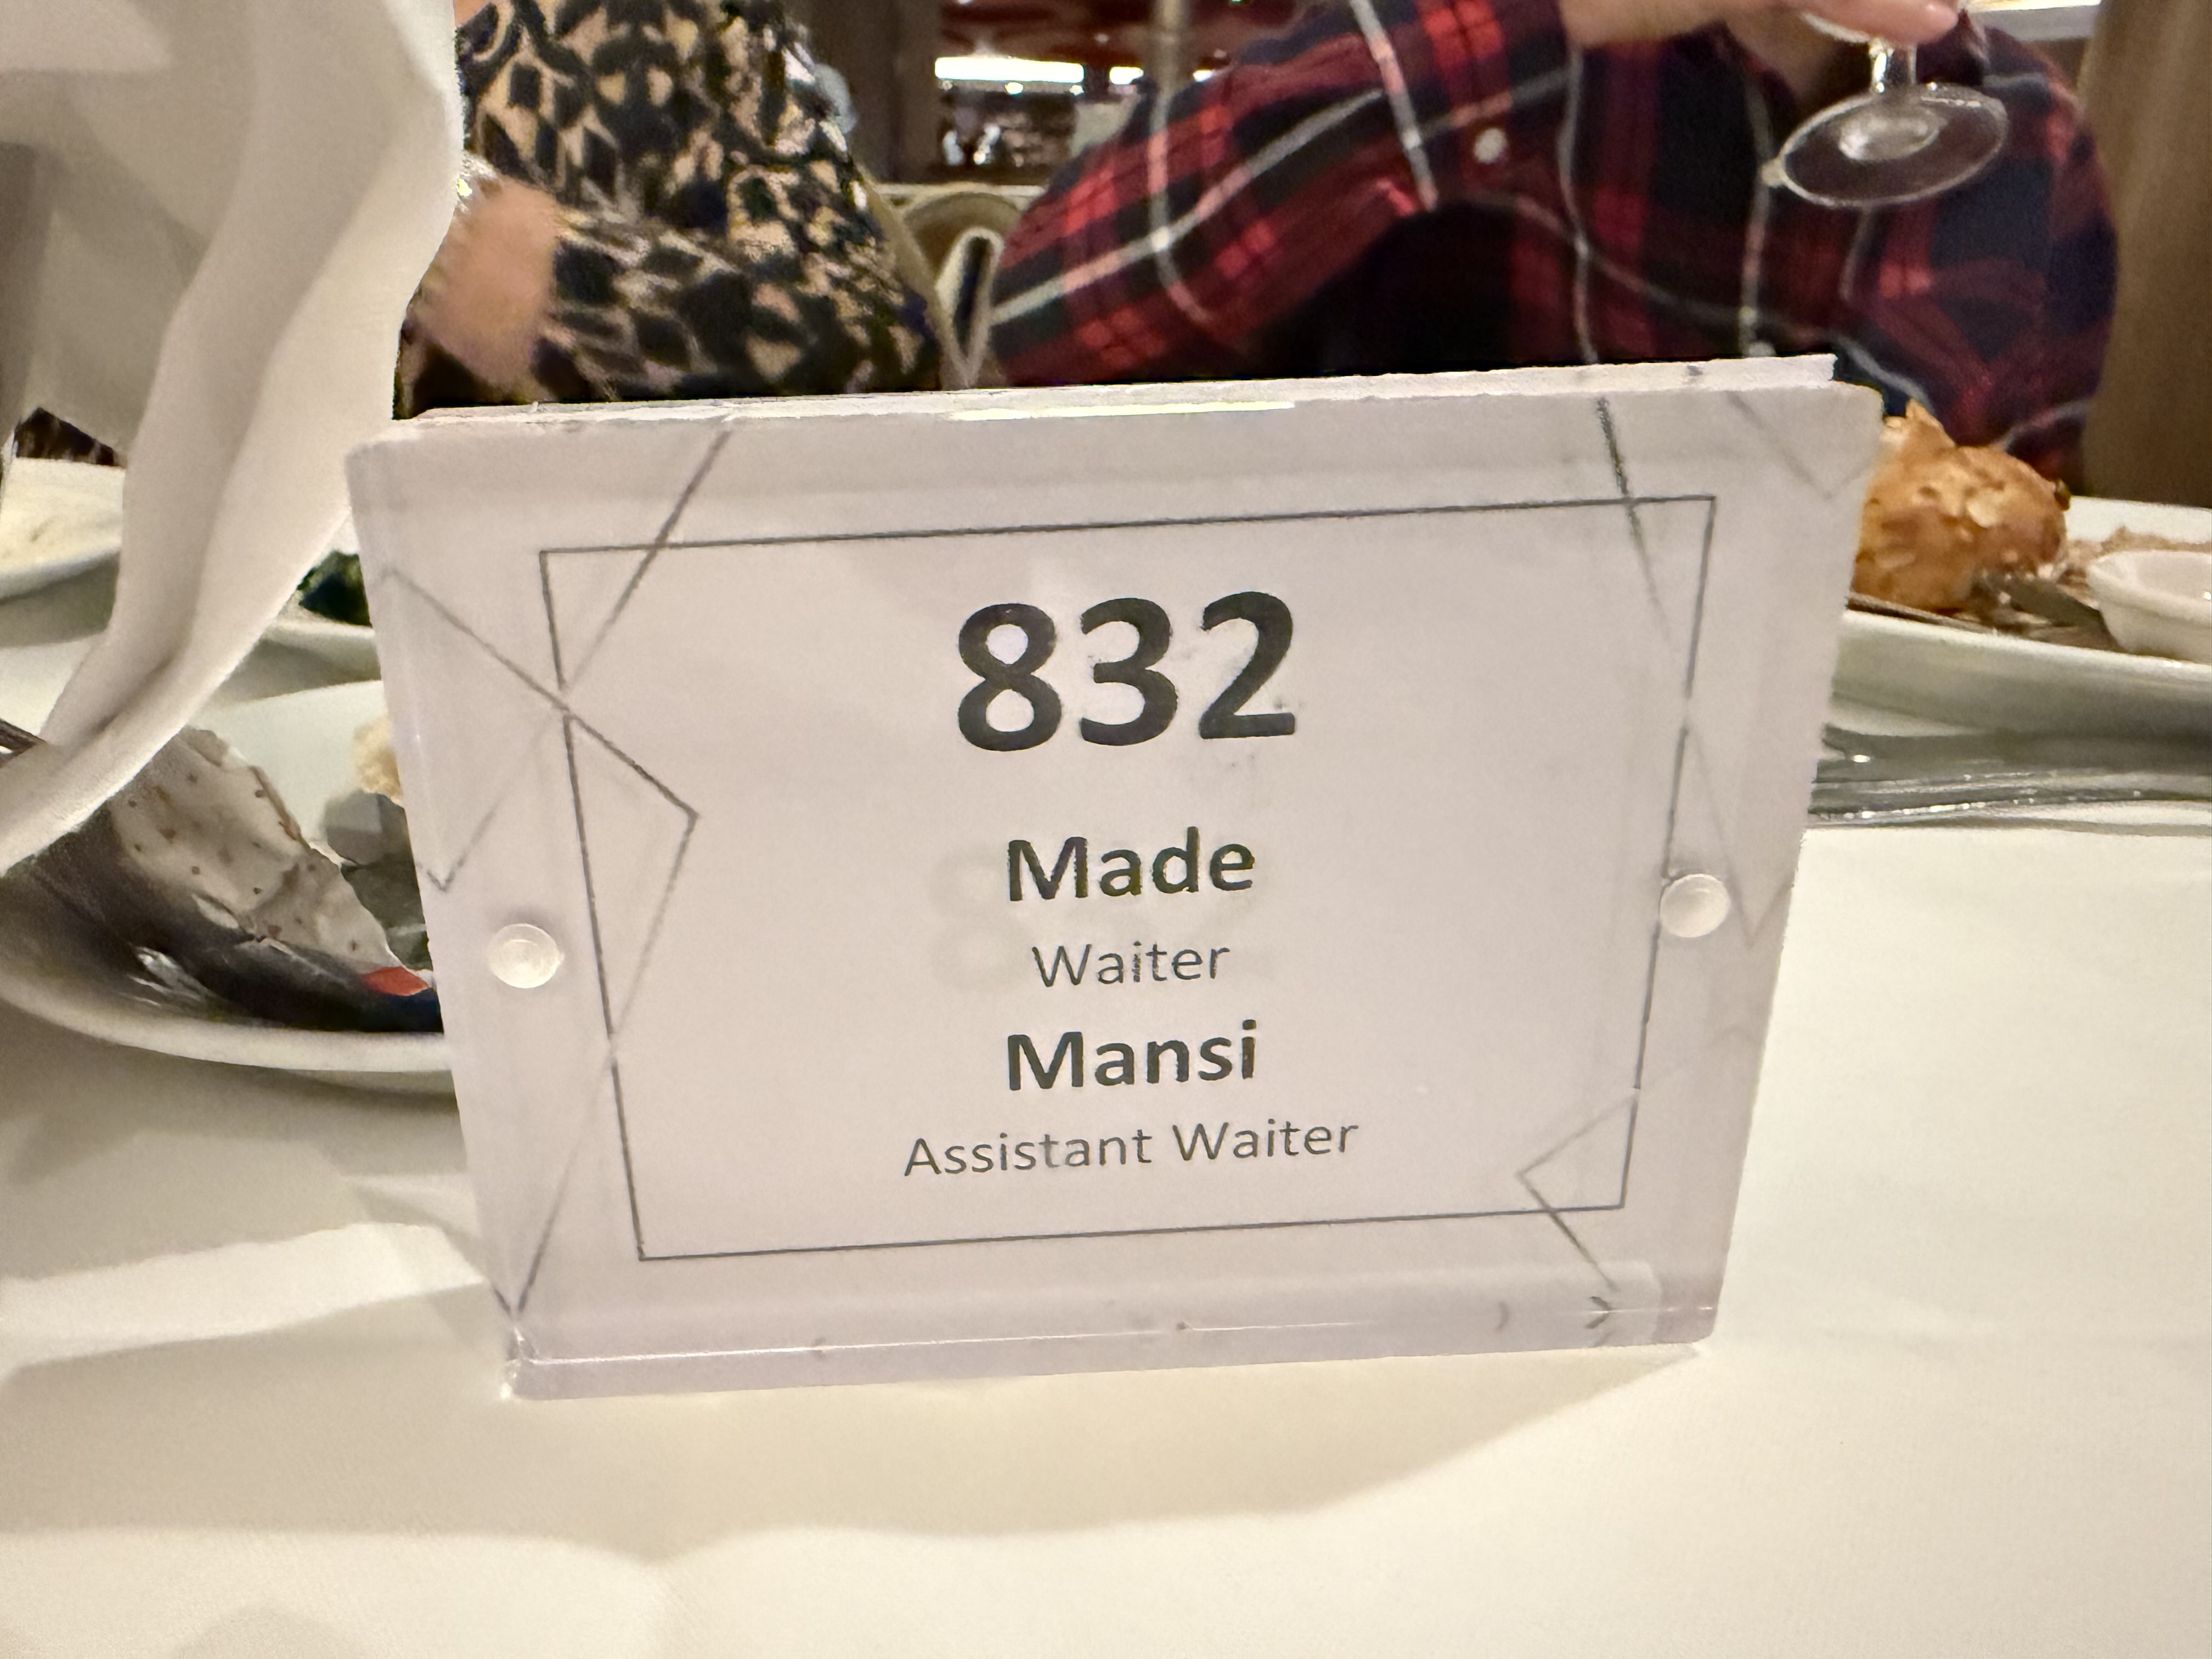 832
Made
Waiter
Mansi
Assistant Waiter